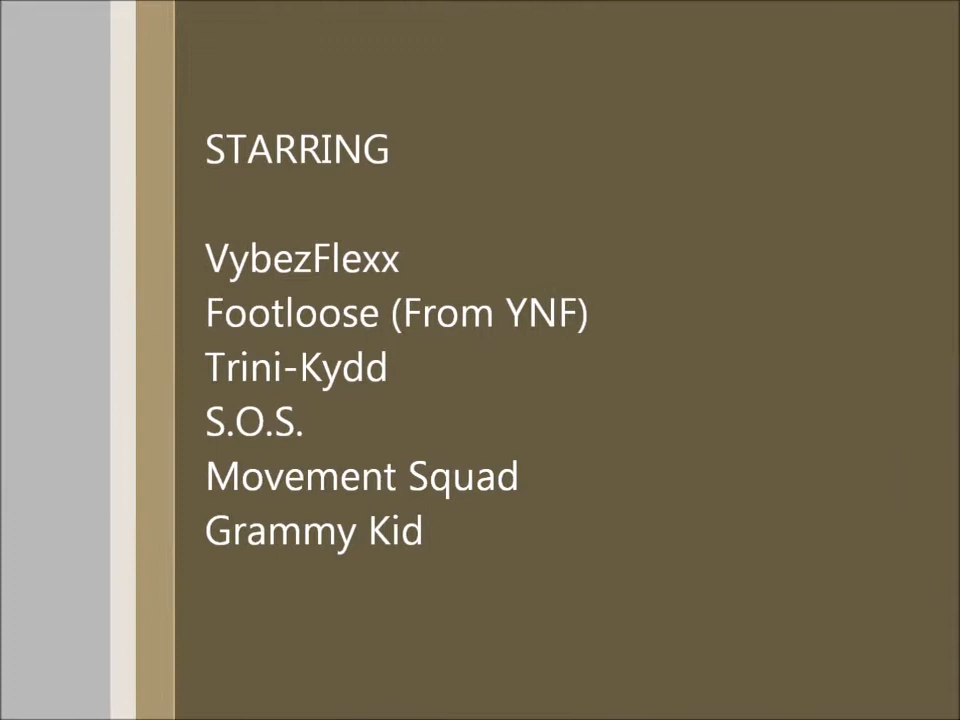 STARRING
VybezFlexx
Footloose (From YNF)
Trini-Kydd
S.O.S.
Movement Squad
Grammy Kid